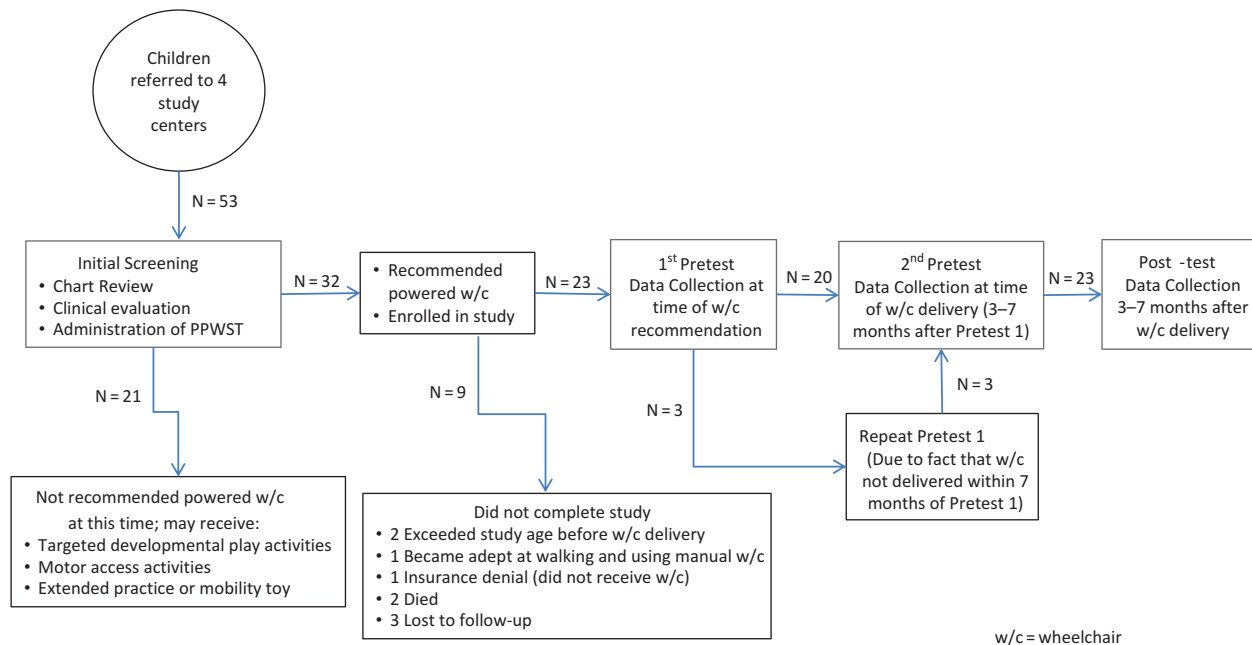 Children
referred to 4
study
centers
N = 53
Initial Screening
• Chart Review
• Clinical evaluation
• Administration of PPWST
N = 32
• Recommended
powered w/c
• Enrolled in study
N = 23
1st Pretest
Data Collection at
time of w/c
recommendation
N = 20
2nd Pretest
Data Collection at time
of w/c delivery (3–7
months after Pretest 1)
N = 23
Post -test
Data Collection
3–7 months after
w/c delivery
N = 21
N = 9
N = 3
N = 3
Not recommended powered w/c
at this time; may receive:
• Targeted developmental play activities
• Motor access activities
• Extended practice or mobility toy
Did not complete study
• 2 Exceeded study age before w/c delivery
• 1 Became adept at walking and using manual w/c
• 1 Insurance denial (did not receive w/c)
• 2 Died
• 3 Lost to follow-up
Repeat Pretest 1
(Due to fact that w/c
not delivered within 7
months of Pretest 1)
w/c = wheelchair